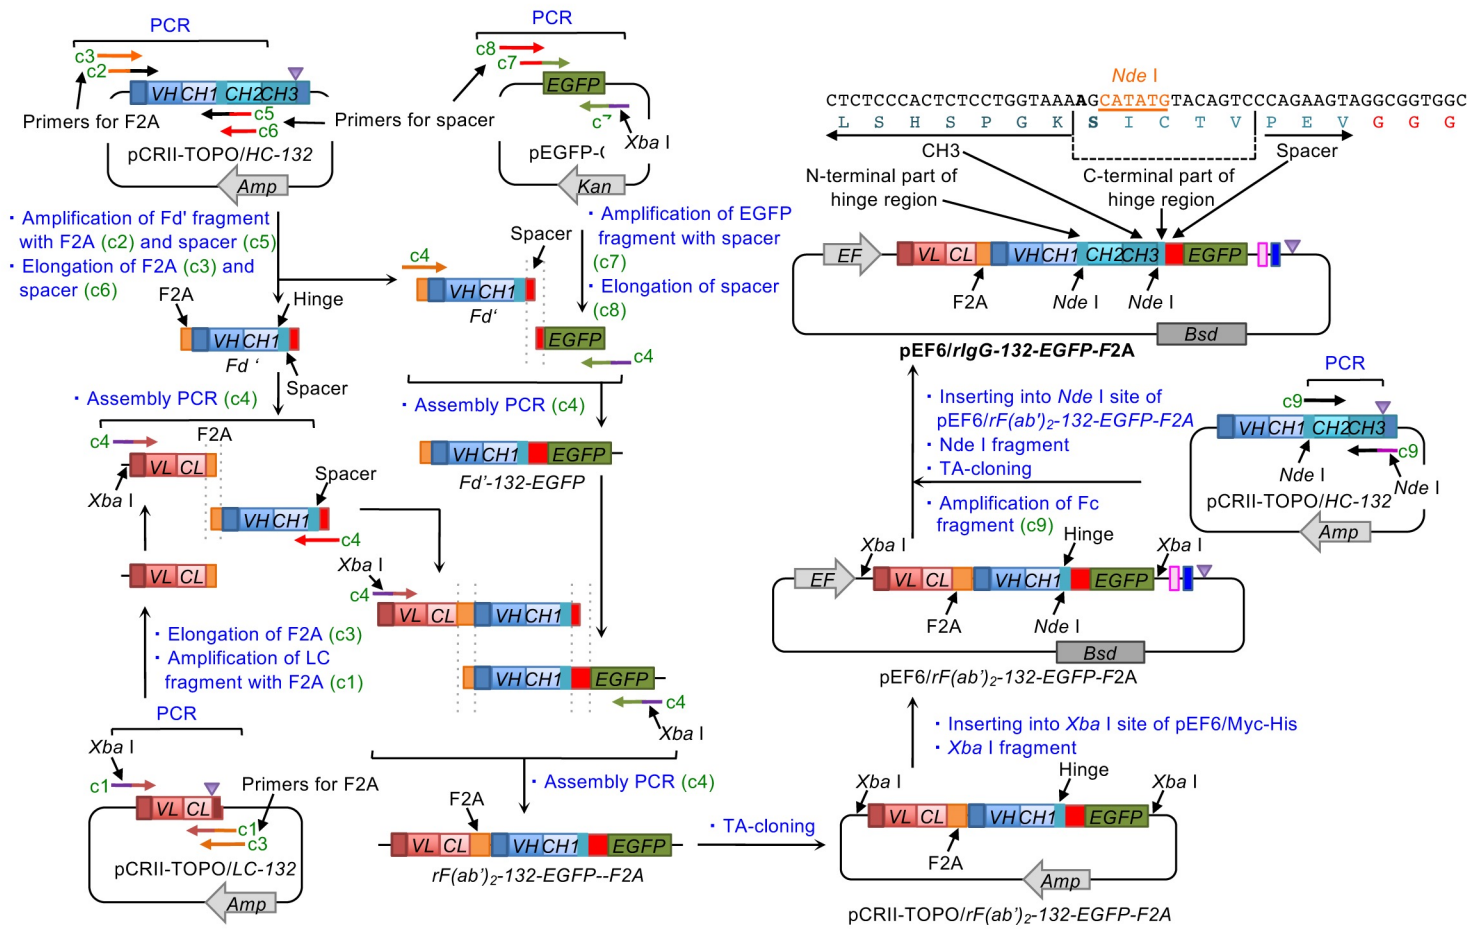 PCR
c3
c2
VH CH1 CH2 CH3
c5
c6
Primers for F2A
pCRII-TOPO/HC-132
Amp
PCR
c8
c7
EGFP
Primers for spacer
Xba I
pEGFP-(
Kan
・Amplification of Fd' fragment
with F2A (c2) and spacer (c5)
・Elongation of F2A (c3) and
spacer (c6)
F2A
Hinge
VH CH1
Fd ‘
Spacer
・Amplification of EGFP
fragment with spacer
(c7)
・Elongation of spacer
(c8)
Spacer
c4
VH CH1
Fd‘
EGFP
c4
・Assembly PCR (c4)
・Assembly PCR (c4)
F2A
c4
VL CL
Xba I
Spacer
VH CH1
c4
VL CL
VH CH1 EGFP
Fd’-132-EGFP
Xba I
c4
VL CL VH CH1
VH CH1 EGFP
c4
Xba I
・Elongation of F2A (c3)
・Amplification of LC
fragment with F2A (c1)
PCR
Xba I
c1
VL CL
Primers for F2A
c1
c3
pCRII-TOPO/LC-132
Amp
・Assembly PCR (c4)
F2A
VL CL VH CH1 EGFP
rF(ab’)2-132-EGFP--F2A
・TA-cloning
Nde I
CTCTCCCACTCTCCTGGTAAAAGCATATGTACAGTCCCAGAAGTAGGCGGTGGC
L S H S P G K S I C T V P E V G G G
CH3
Spacer
N-terminal part of
hinge region
C-terminal part of
hinge region
EF
VL CL VH CH1 CH2 CH3 EGFP
F2A
Nde I
Nde I
Bsd
pEF6/rIgG-132-EGFP-F2A
・Inserting into Nde I site of
pEF6/rF(ab')2-132-EGFP-F2A
・Nde I fragment
・TA-cloning
・Amplification of Fc
fragment (c9)
PCR
c9
VH CH1 CH2 CH3
c9
Nde I
Nde I
pCRII-TOPO/HC-132
Amp
Xba I
Hinge
Xba I
EF
VL CL VH CH1 EGFP
F2A
Nde I
Bsd
pEF6/rF(ab’)2-132-EGFP-F2A
・Inserting into Xba I site of pEF6/Myc-His
・Xba I fragment
Xba I
Hinge
Xba I
VL CL VH CH1 EGFP
F2A
Amp
pCRII-TOPO/rF(ab’)2-132-EGFP-F2A